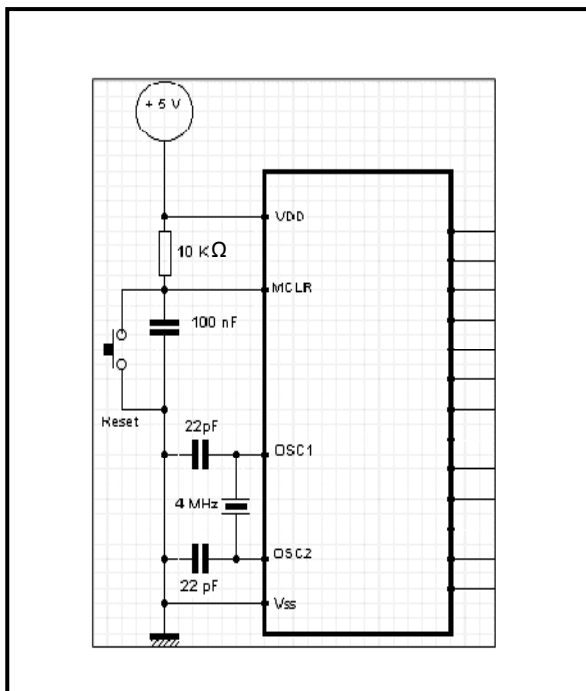 + 5 V
VDD
10 KΩ
MCLR
100 nF
Reset
22pF
OSC1
4 MHz
OSC2
22 pF
Vss